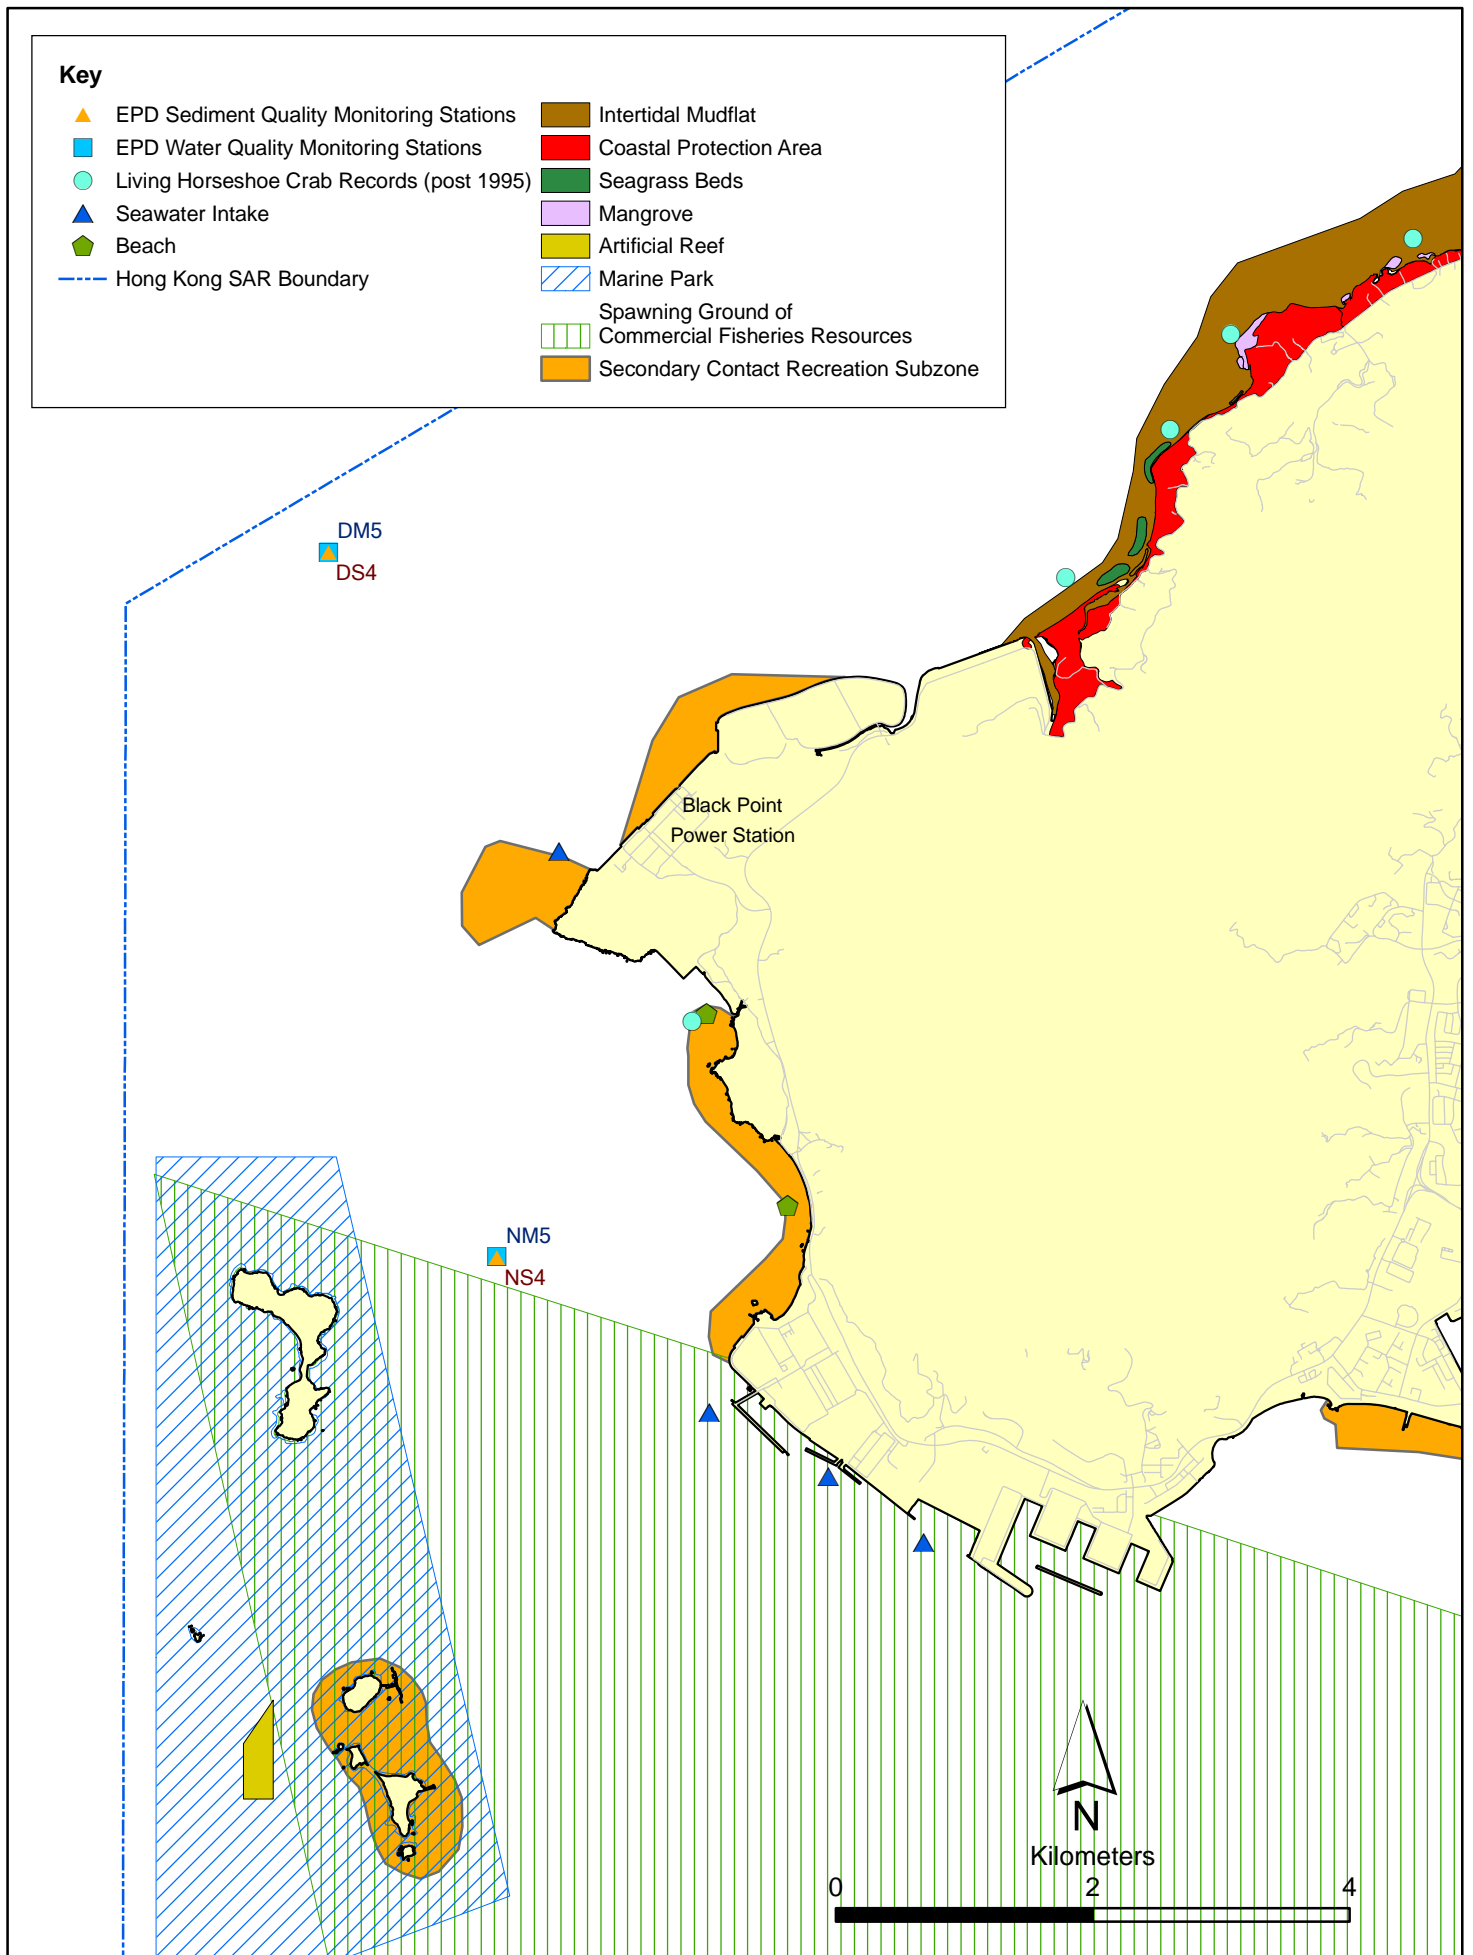 Key
EPD Sediment Quality Monitoring Stations
EPD Water Quality Monitoring Stations
Living Horseshoe Crab Records (post 1995)
Seawater Intake
Beach
Hong Kong SAR Boundary
Intertidal Mudflat
Coastal Protection Area
Seagrass Beds
Mangrove
Artificial Reef
Marine Park
Spawning Ground of
Commercial Fisheries Resources
Secondary Contact Recreation Subzone
DM5
DS4
Black Point
Power Station
NM5
NS4
N
Kilometers
0 2 4